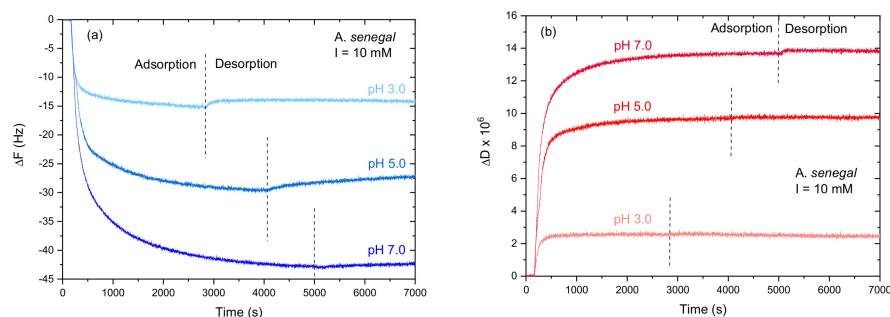 (a)
A. senegal
I = 10 mM
Adsorption
Desorption
pH 3.0
pH 5.0
pH 7.0
ΔF (Hz)
0
-5
-10
-15
-20
-25
-30
-35
-40
-45
0 1000 2000 3000 4000 5000 6000 7000
Time (s)
(b)
Adsorption
Desorption
pH 7.0
pH 5.0
A. senegal
I = 10 mM
pH 3.0
ΔD x 10⁶
16
14
12
10
8
6
4
2
0
0 1000 2000 3000 4000 5000 6000 7000
Time (s)